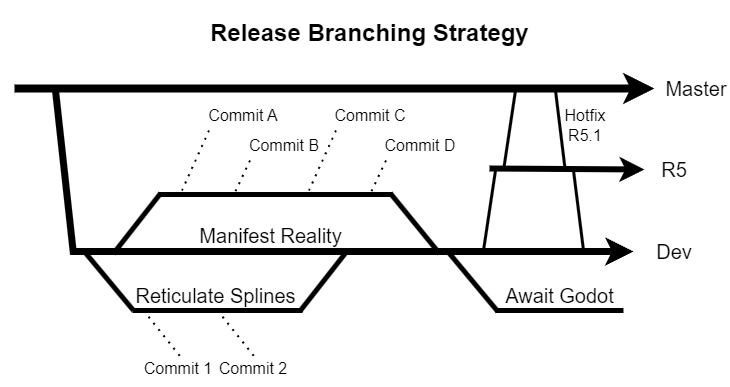 Release Branching Strategy
Master
Commit A
Commit C
Hotfix
R5.1
Commit B
Commit D
R5
Manifest Reality
Dev
Reticulate Splines
Await Godot
Commit 1
Commit 2